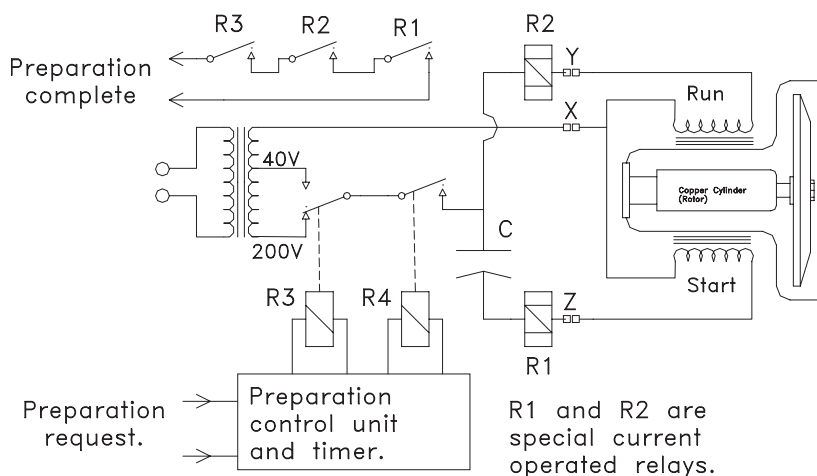 R3
R2
R1
R2
Y
Preparation
complete
X
Run
40V
Copper Cylinder
(Rotor)
200V
C
Start
R3
R4
Z
R1
Preparation
request.
Preparation
control unit
and timer.
R1 and R2 are
special current
operated relays.